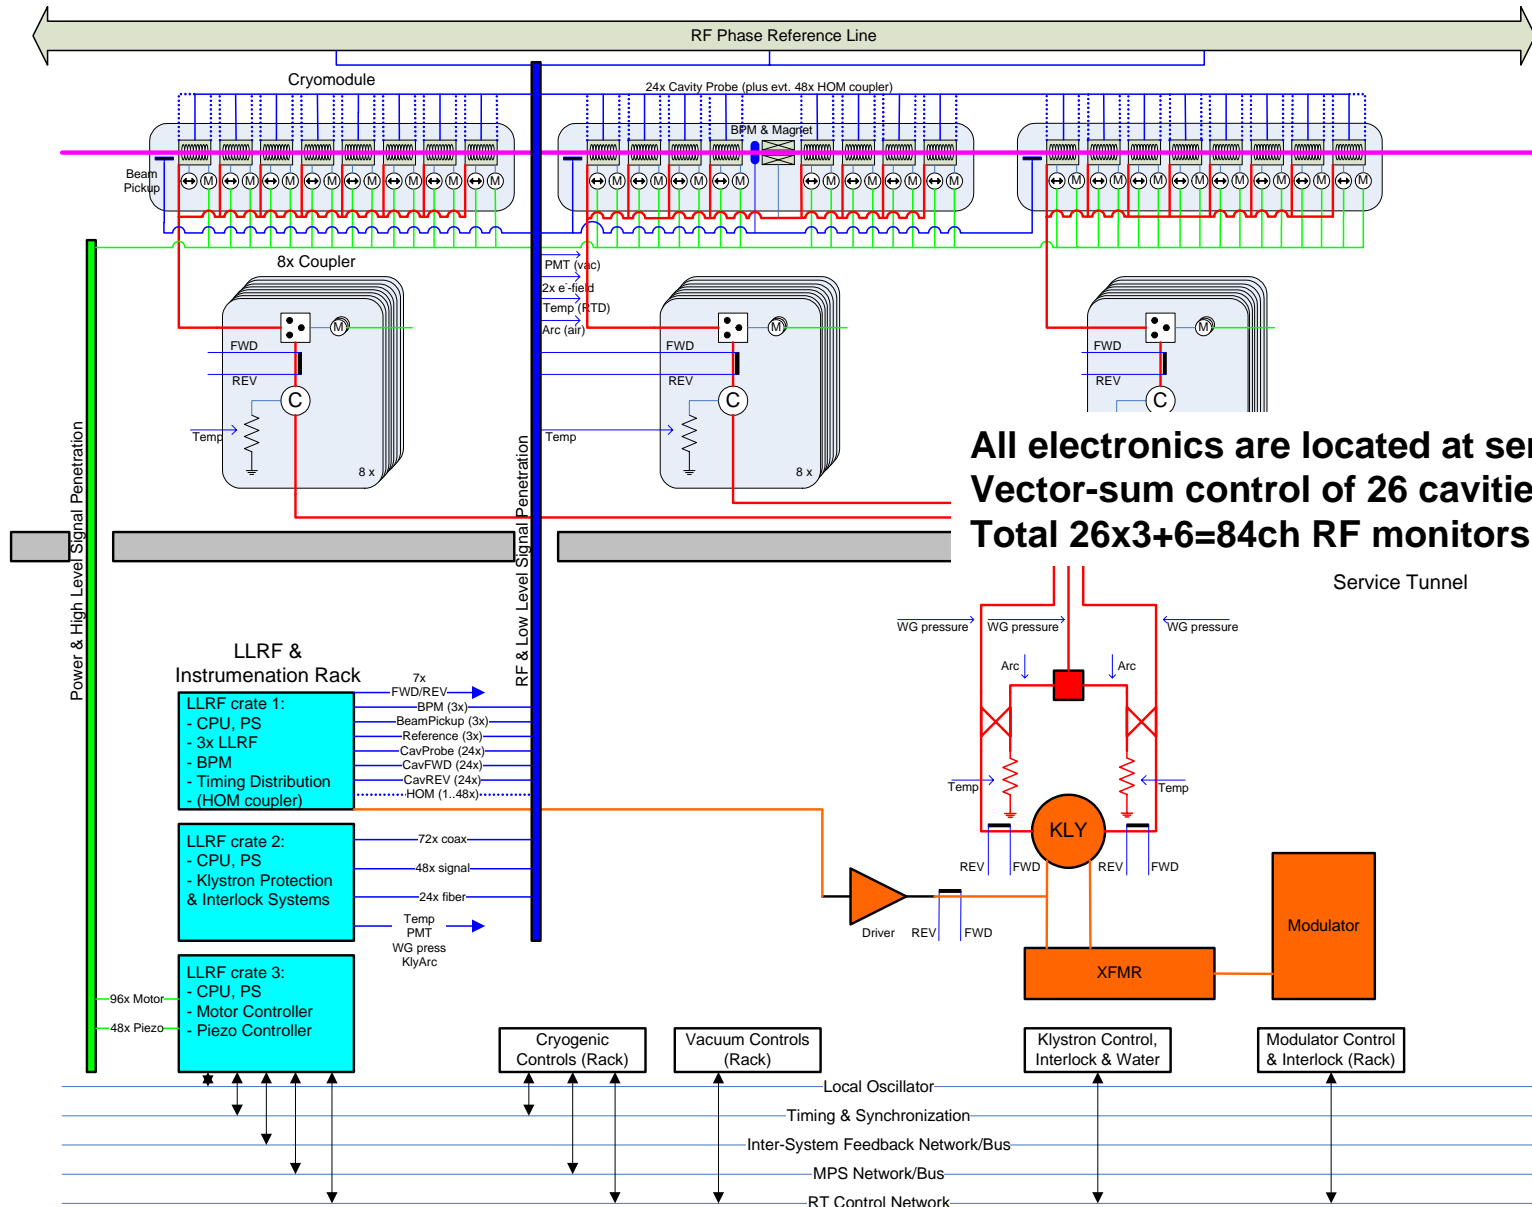 RF Phase Reference Line
Cryomodule
24x Cavity Probe (plus evt. 48x HOM coupler)
BPM & Magnet
Beam
Pickup
M M M M M M M M
M M M M M M M M
M M M M M M M M
8x Coupler
PMT (vac)
2x e-field
Temp (RTD)
Arc (air)
M
M
M
FWD
REV
C
Temp
8 x
FWD
REV
C
Temp
8 x
FWD
REV
C
All electronics are located at ser
Vector-sum control of 26 cavitie
Total 26x3+6=84ch RF monitors
Service Tunnel
Power & High Level Signal Penetration
RF & Low Level Signal Penetration
WG pressure
WG pressure
WG pressure
Arc
Arc
Temp
Temp
KLY
REV
FWD
REV
FWD
LLRF &
Instrumenation Rack
LLRF crate 1:
- CPU, PS
- 3x LLRF
- BPM
- Timing Distribution
- (HOM coupler)
7x
FWD/REV
BPM (3x)
BeamPickup (3x)
Reference (3x)
CavProbe (24x)
CavFWD (24x)
CavREV (24x)
HOM (1..48x)
LLRF crate 2:
- CPU, PS
- Klystron Protection
& Interlock Systems
72x coax
48x signal
24x fiber
Temp
PMT
WG press
KlyArc
Driver
REV
FWD
Modulator
XFMR
LLRF crate 3:
- CPU, PS
- Motor Controller
- Piezo Controller
96x Motor
48x Piezo
Cryogenic
Controls (Rack)
Vacuum Controls
(Rack)
Klystron Control,
Interlock & Water
Modulator Control
& Interlock (Rack)
Local Oscillator
Timing & Synchronization
Inter-System Feedback Network/Bus
MPS Network/Bus
RT Control Network